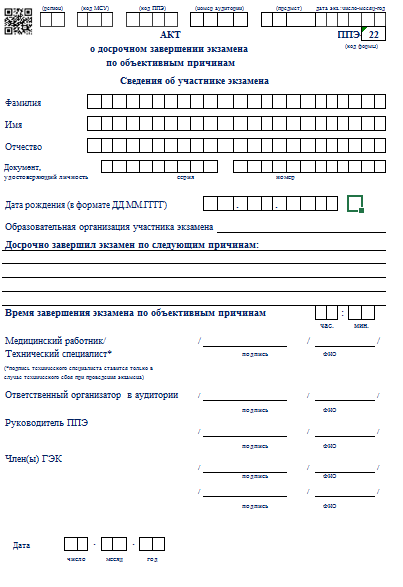 (регион) (код МСУ) (код ППЭ) (номер аудитории) (предмет) дата экз.:число-месяц-год
АКТ ППЭ 22
о досрочном завершении экзамена (код формы)
по объективным причинам
Сведения об участнике экзамена
Фамилия
Имя
Отчество
Документ,
удостоверяющий личность серия номер
Дата рождения (в формате ДД.ММ.ГГГГ) . .
Образовательная организация участника экзамена
Досрочно завершил экзамен по следующим причинам:
Время завершения экзамена по объективным причинам :
час. мин.
Медицинский работник/ / / /
Технический специалист* подпись ФИО
(*подпись технического специалиста ставится только в
случае технического сбоя при проведении экзамена)
Ответственный организатор в аудитории / / /
подпись ФИО
Руководитель ППЭ / / /
подпись ФИО
Член(ы) ГЭК / / /
подпись ФИО
/ / /
подпись ФИО
Дата . .
число месяц год